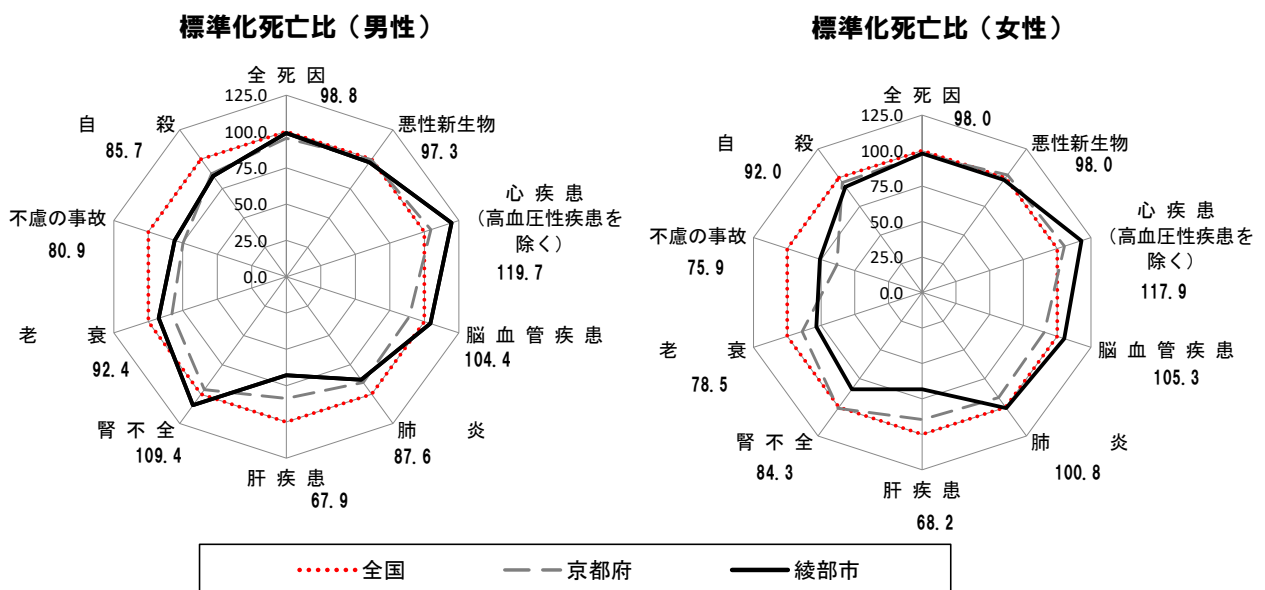 標準化死亡比（男性）
全死因
98.8
悪性新生物
97.3
心疾患
(高血圧性疾患を
除く)
119.7
脳血管疾患
104.4
肺　　炎
87.6
肝疾患
67.9
腎不全
109.4
老　　衰
92.4
不慮の事故
80.9
自　　殺
85.7
125.0
100.0
75.0
50.0
25.0
0.0
標準化死亡比（女性）
全死因
98.0
悪性新生物
98.0
心疾患
(高血圧性疾患を
除く)
117.9
脳血管疾患
105.3
肺　　炎
100.8
肝疾患
68.2
腎不全
84.3
老　　衰
78.5
不慮の事故
75.9
自　　殺
92.0
125.0
100.0
75.0
50.0
25.0
0.0
全国　京都府　綾部市